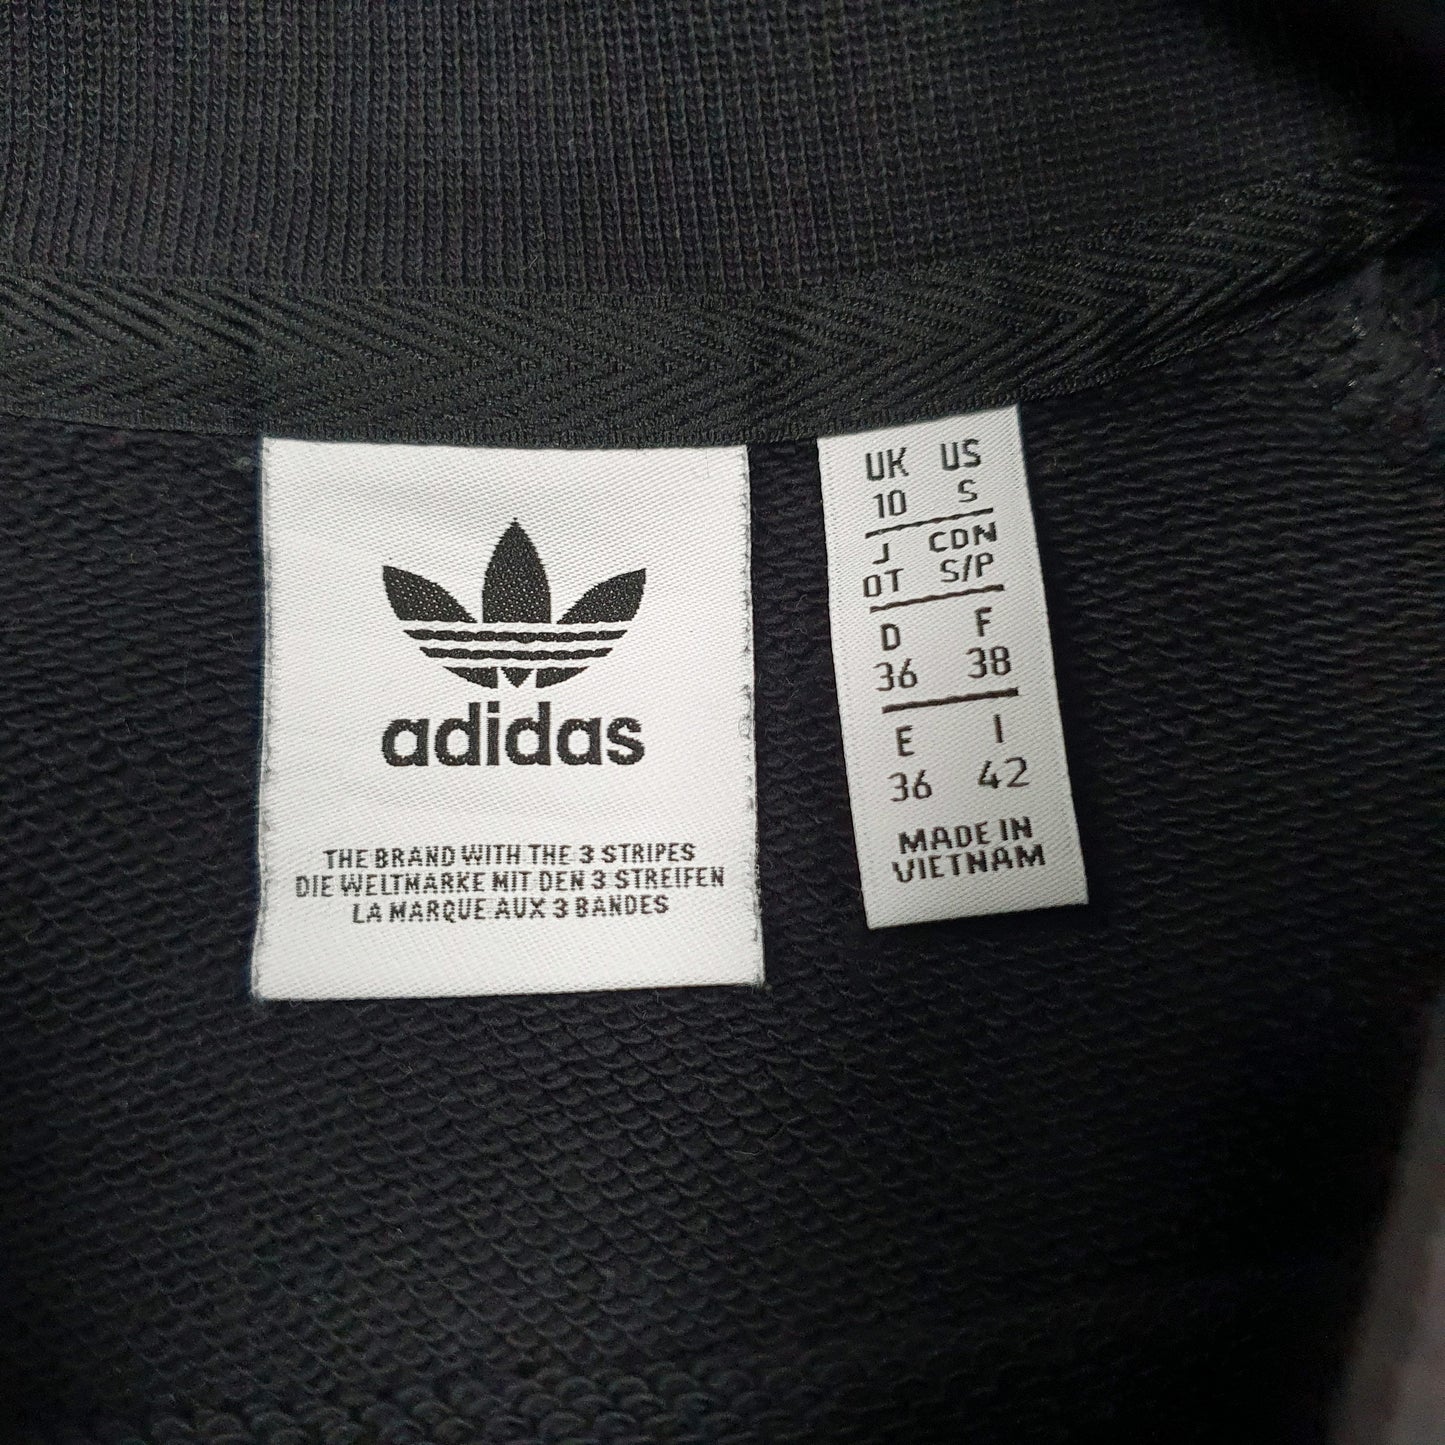 adidas
THE BRAND WITH THE 3 STRIPES
DIE WELTMARKE MIT DEN 3 STREIFEN
LA MARQUE AUX 3 BANDES
UK US
10 S
J CDN
OT S/P
D F
36 38
E I
36 42
MADE IN
VIETNAM